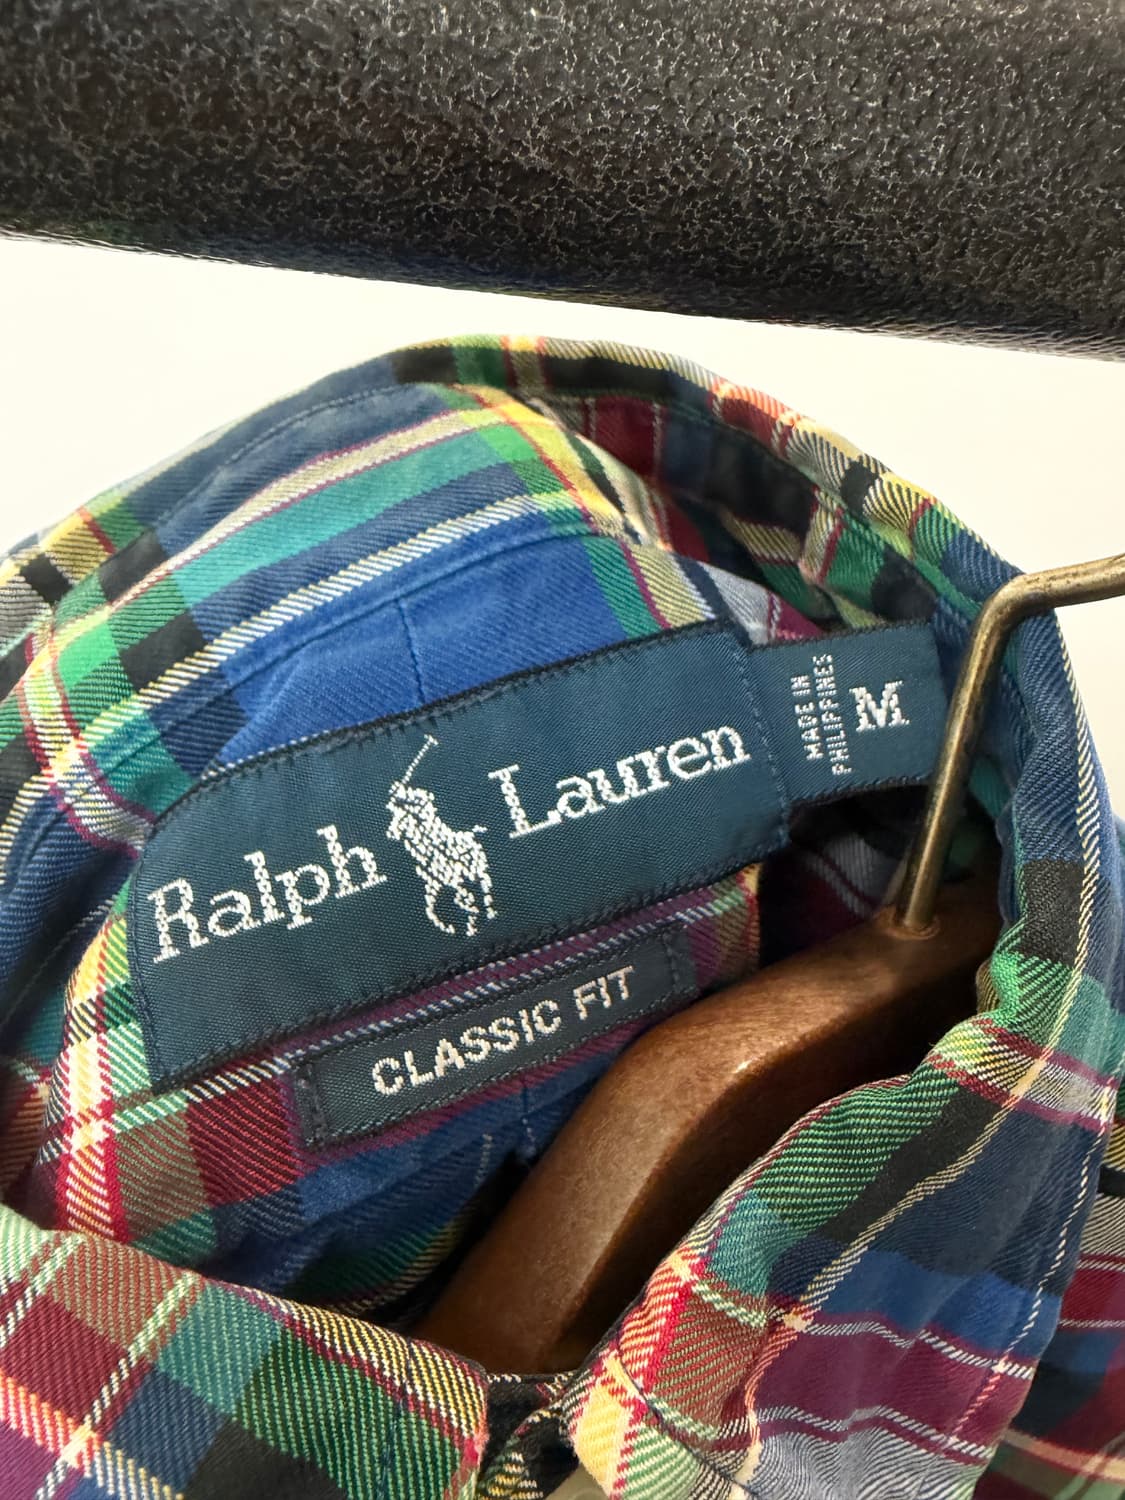 Ralph Lauren
MADE IN
PHILIPPINES
M
CLASSIC FIT